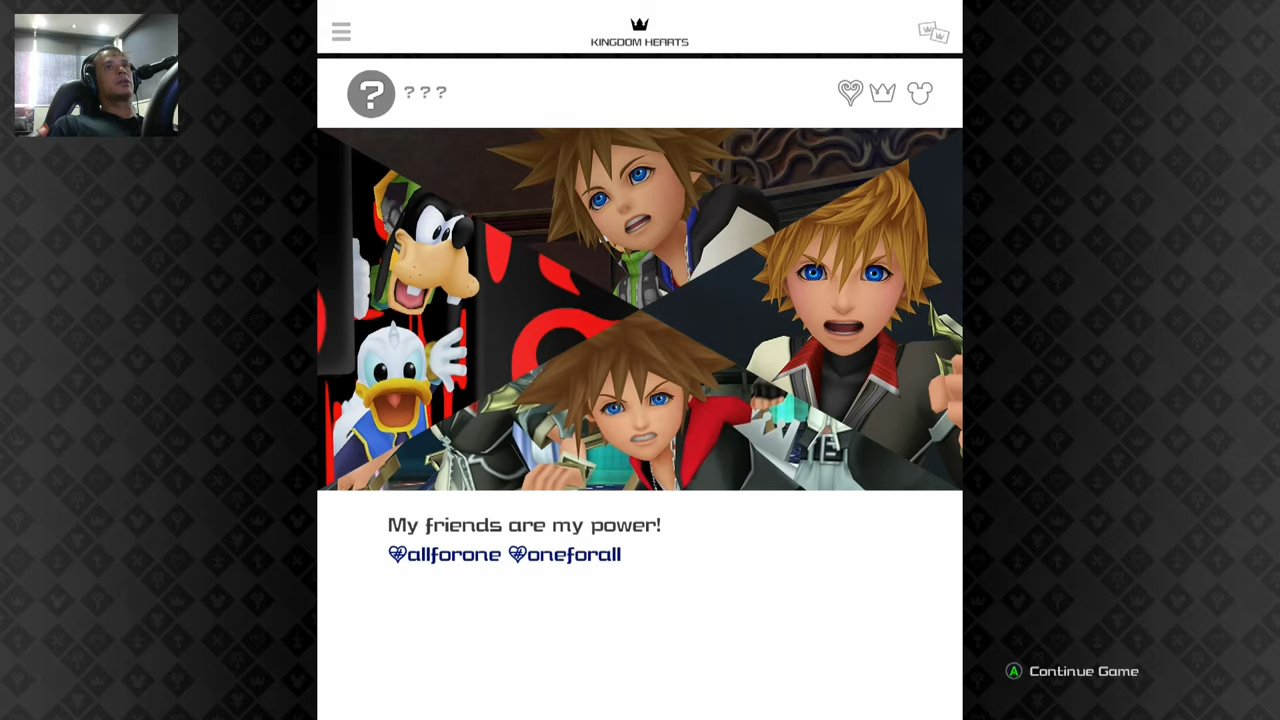 KINGDOM HEARTS
?
? ? ?
My friends are my power!
#allforone #oneforall
A Continue Game